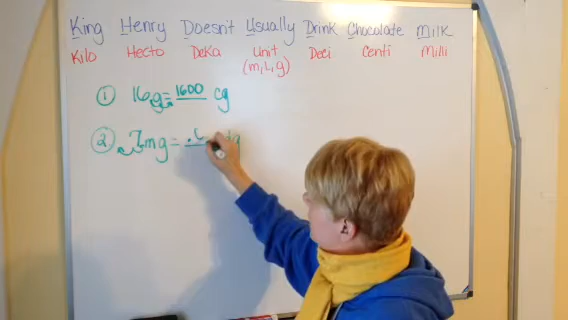 King Henry Doesn't Usually Drink Chocolate Milk
Kilo Hecto Deka Unit Deci Centi Milli
(m, L, g)
① 16g = 1600 cg
② 7mg =